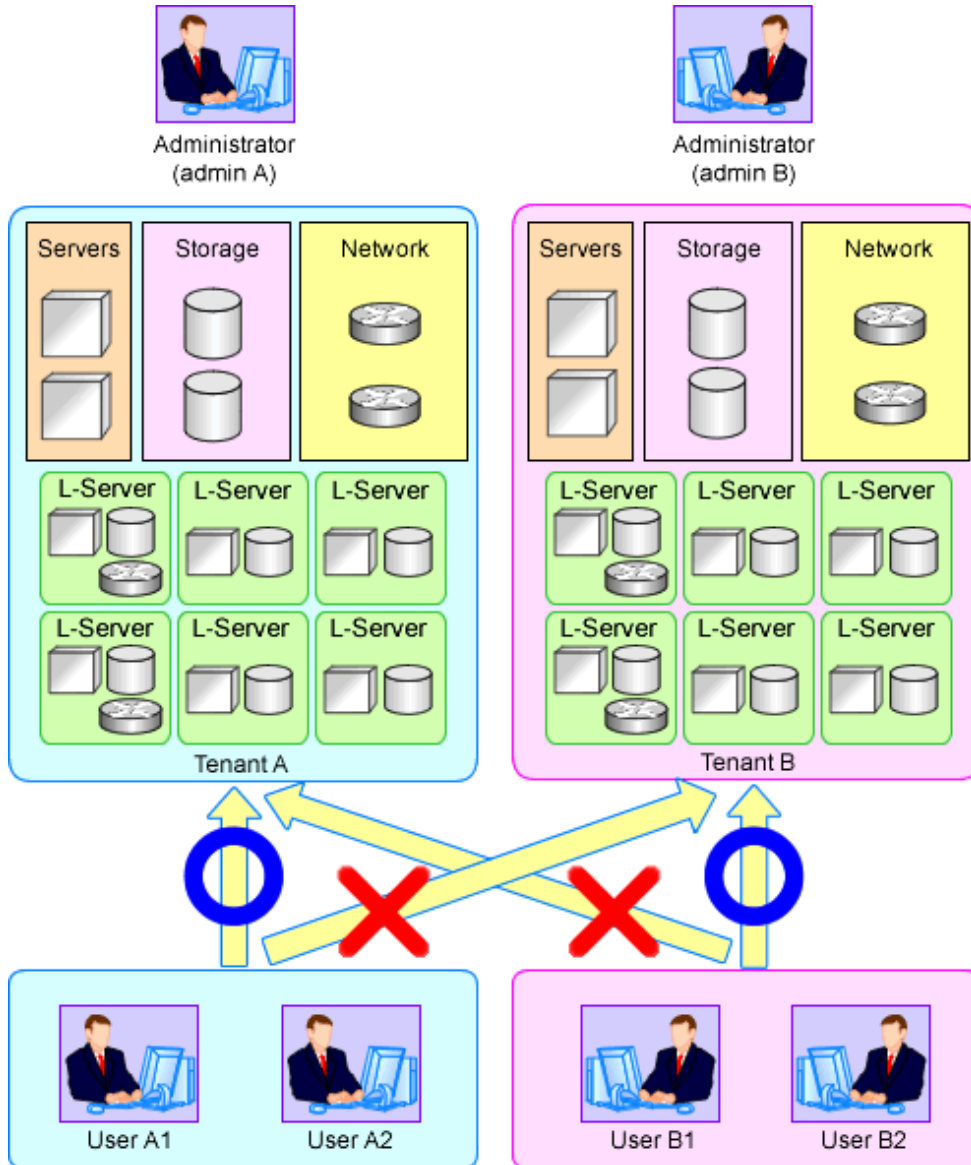 Administrator
(admin A)
Administrator
(admin B)
Servers
Storage
Network
L-Server
L-Server
L-Server
L-Server
L-Server
L-Server
Tenant A
Servers
Storage
Network
L-Server
L-Server
L-Server
L-Server
L-Server
L-Server
Tenant B
User A1
User A2
User B1
User B2